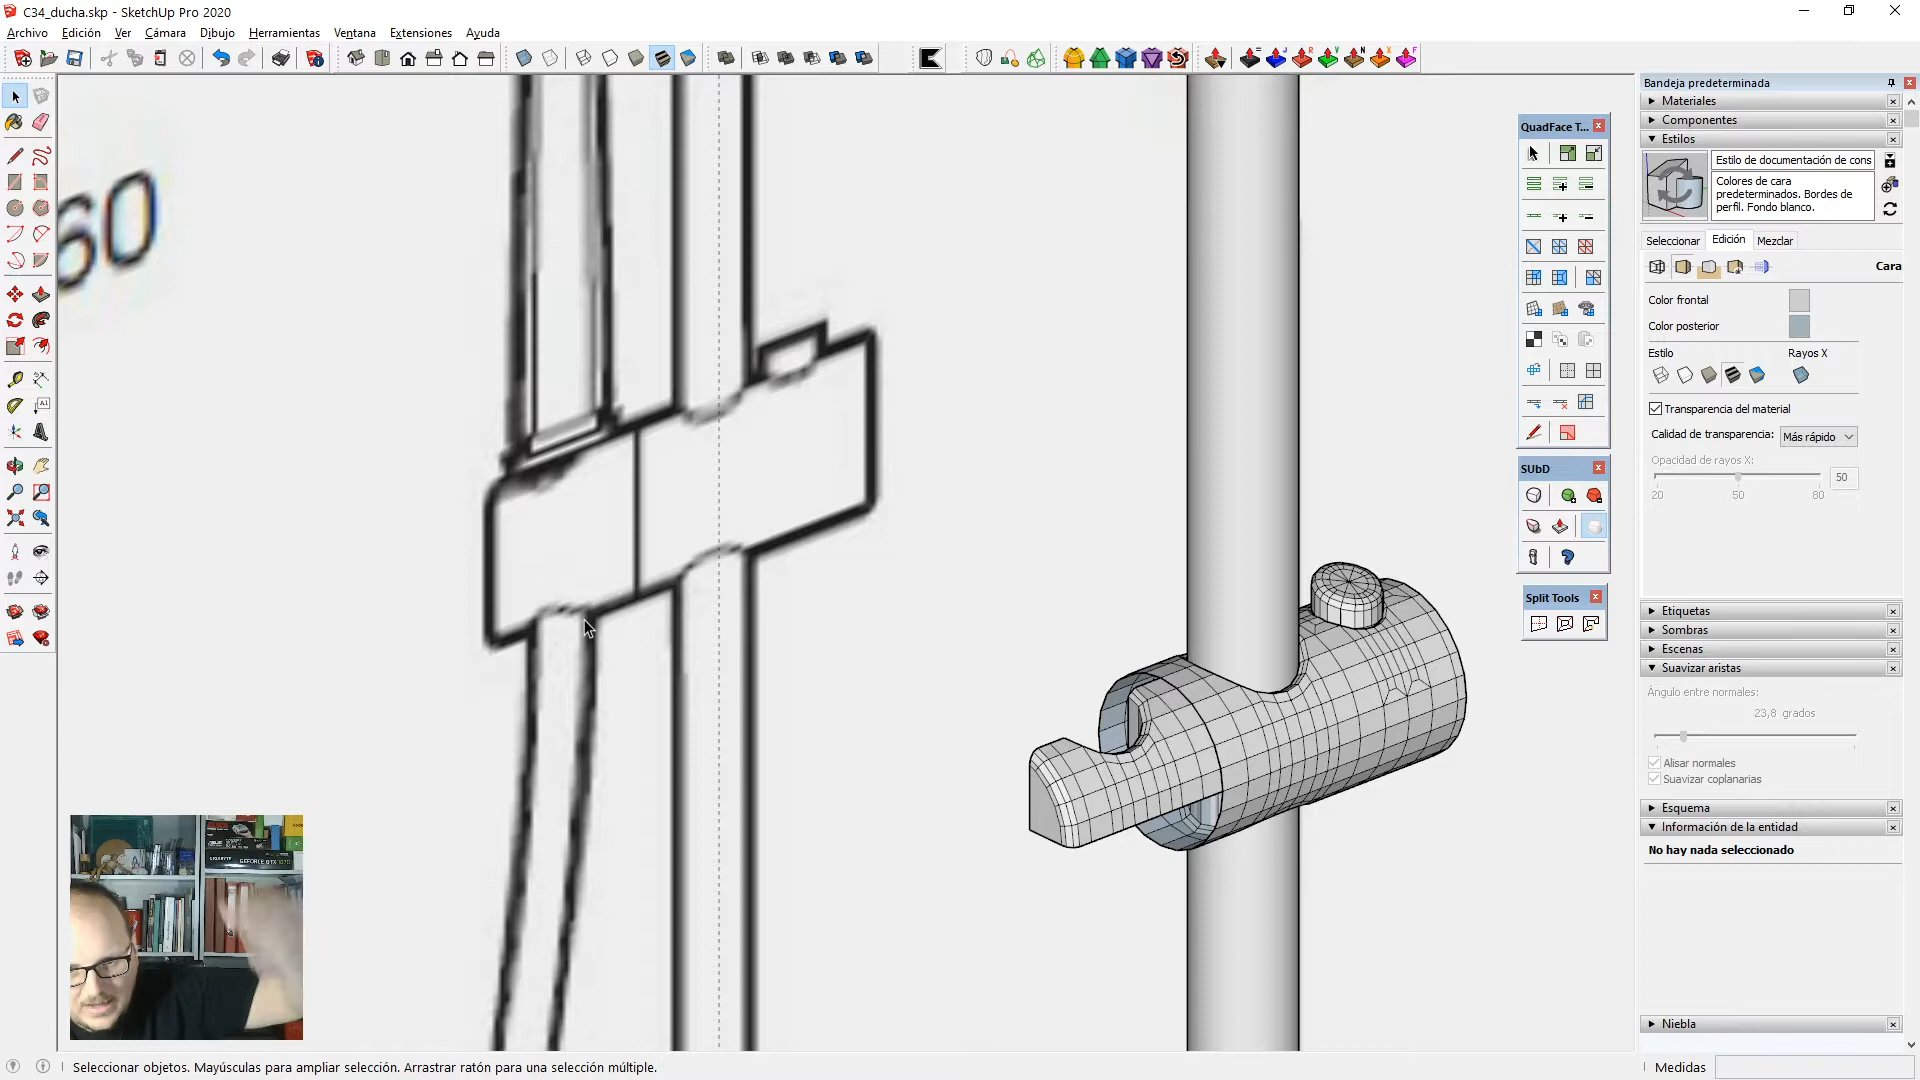 C34_ducha.skp - SketchUp Pro 2020
Archivo Edición Ver Cámara Dibujo Herramientas Ventana Extensiones Ayuda
60
QuadFace T...
SUbD
Split Tools
Bandeja predeterminada
Materiales
Componentes
Estilos
Estilo de documentación de cons
Colores de cara
predeterminados. Bordes de
perfil. Fondo blanco.
Seleccionar Edición Mezclar
Cara
Color frontal
Color posterior
Estilo Rayos X
Transparencia del material
Calidad de transparencia: Más rápido
Opacidad de rayos X:
50
20 50 80
Etiquetas
Sombras
Escenas
Suavizar aristas
Ángulo entre normales:
23,8 grados
Alisar normales
Suavizar coplanarias
Esquema
Información de la entidad
No hay nada seleccionado
Niebla
GIGABYTE
GEFORCE GTX 1070
Seleccionar objetos. Mayúsculas para ampliar selección. Arrastrar ratón para una selección múltiple.
Medidas